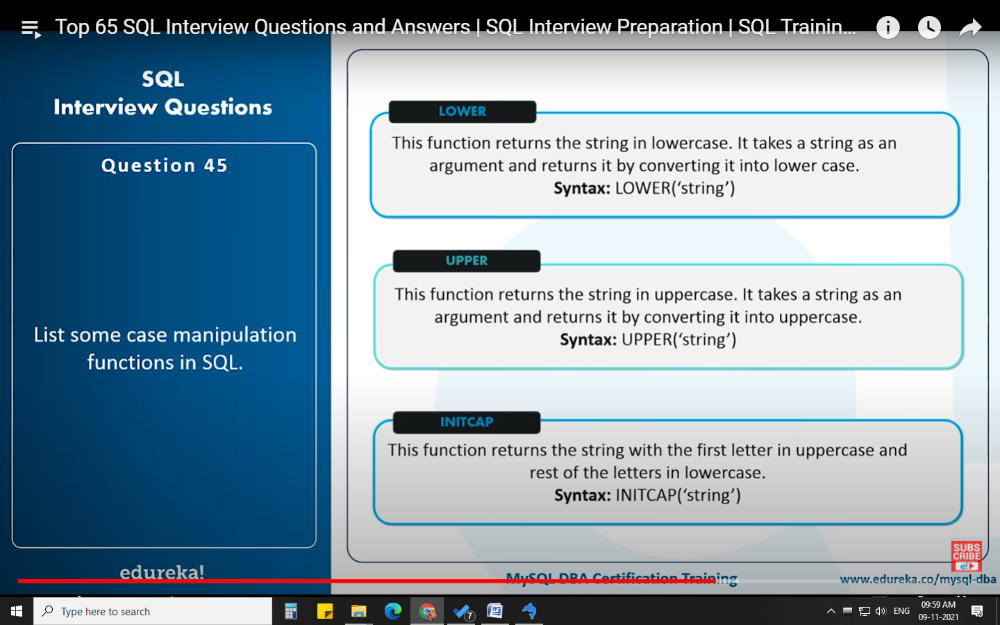 Top 65 SQL Interview Questions and Answers | SQL Interview Preparation | SQL Trainin...
SQL
Interview Questions
Question 45
List some case manipulation
functions in SQL.
edureka!
LOWER
This function returns the string in lowercase. It takes a string as an
argument and returns it by converting it into lower case.
Syntax: LOWER(‘string’)
UPPER
This function returns the string in uppercase. It takes a string as an
argument and returns it by converting it into uppercase.
Syntax: UPPER(‘string’)
INITCAP
This function returns the string with the first letter in uppercase and
rest of the letters in lowercase.
Syntax: INITCAP(‘string’)
SUBS
CRIBE
e!
MySQL DBA Certification Training
www.edureka.co/mysql-dba
Type here to search
7
ENG
09:59 AM
09-11-2021